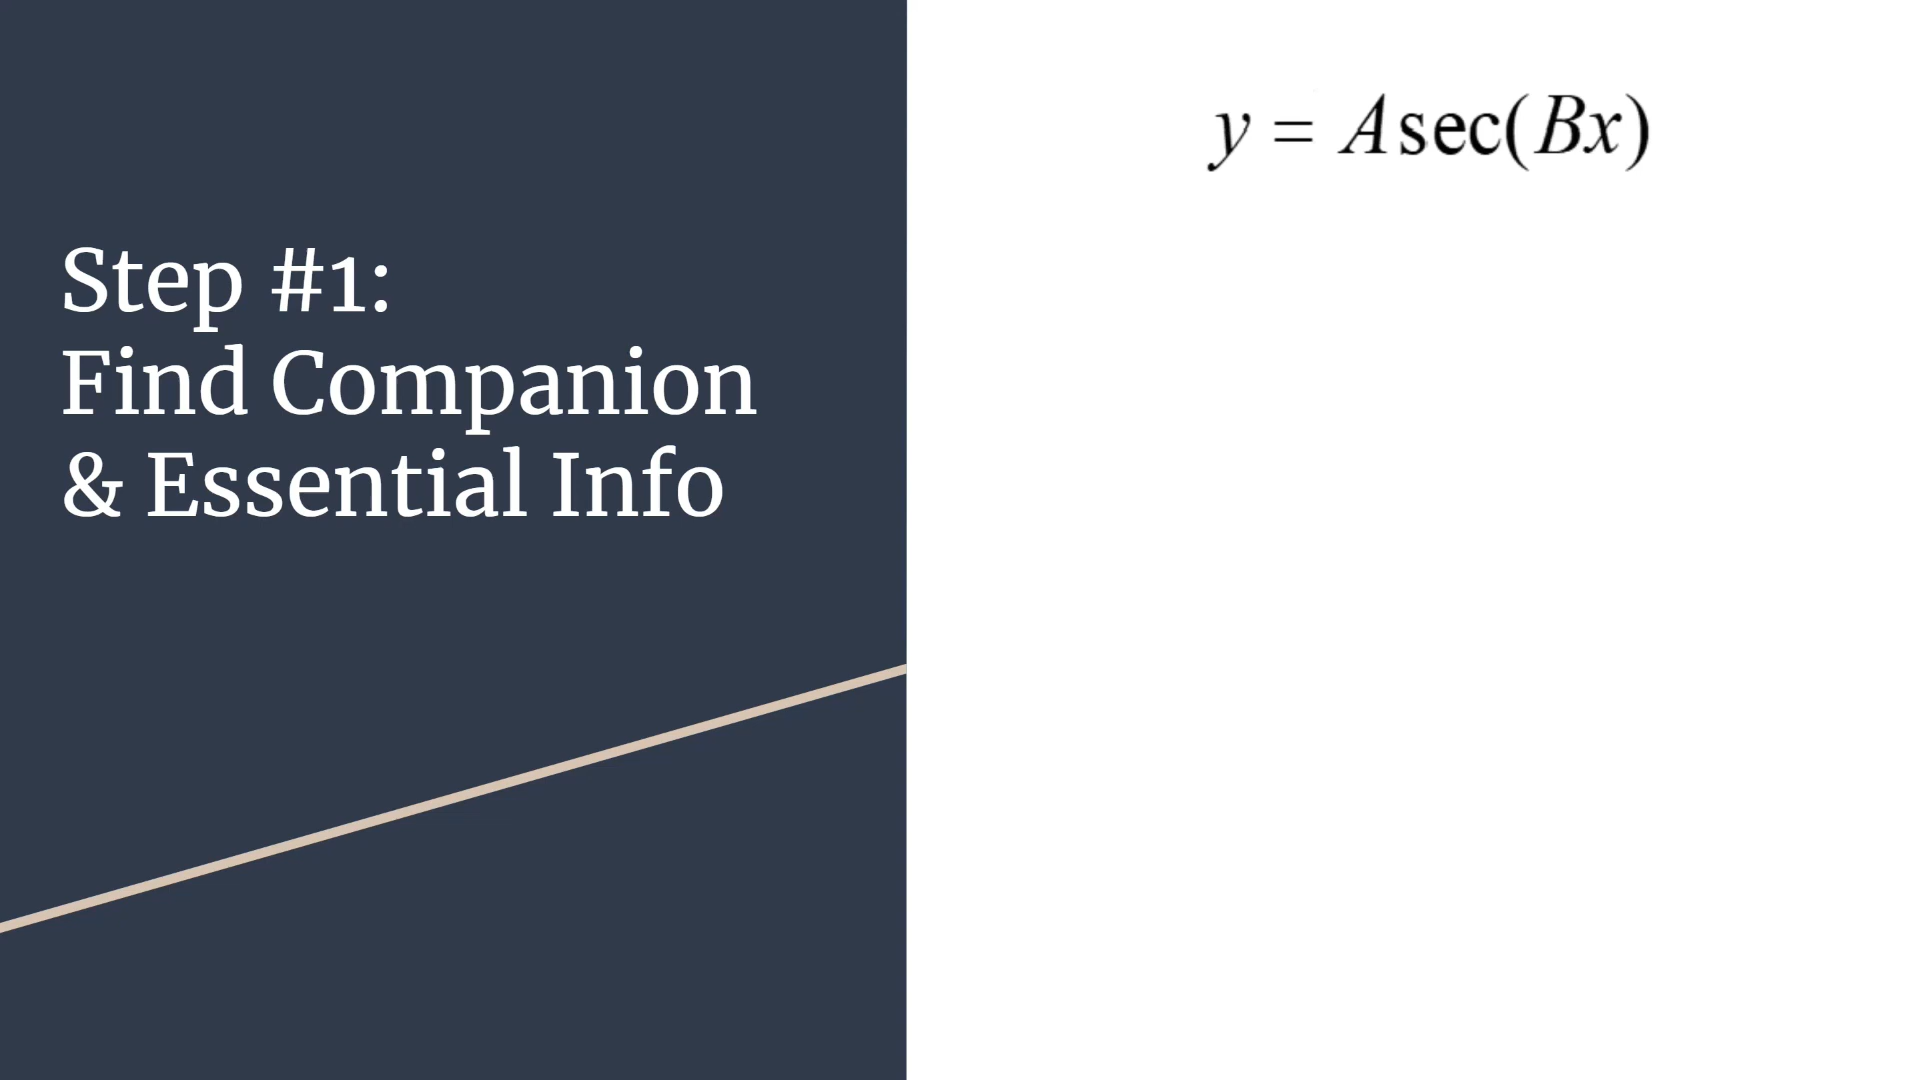 Step #1:
Find Companion
& Essential Info
y = A sec(Bx)